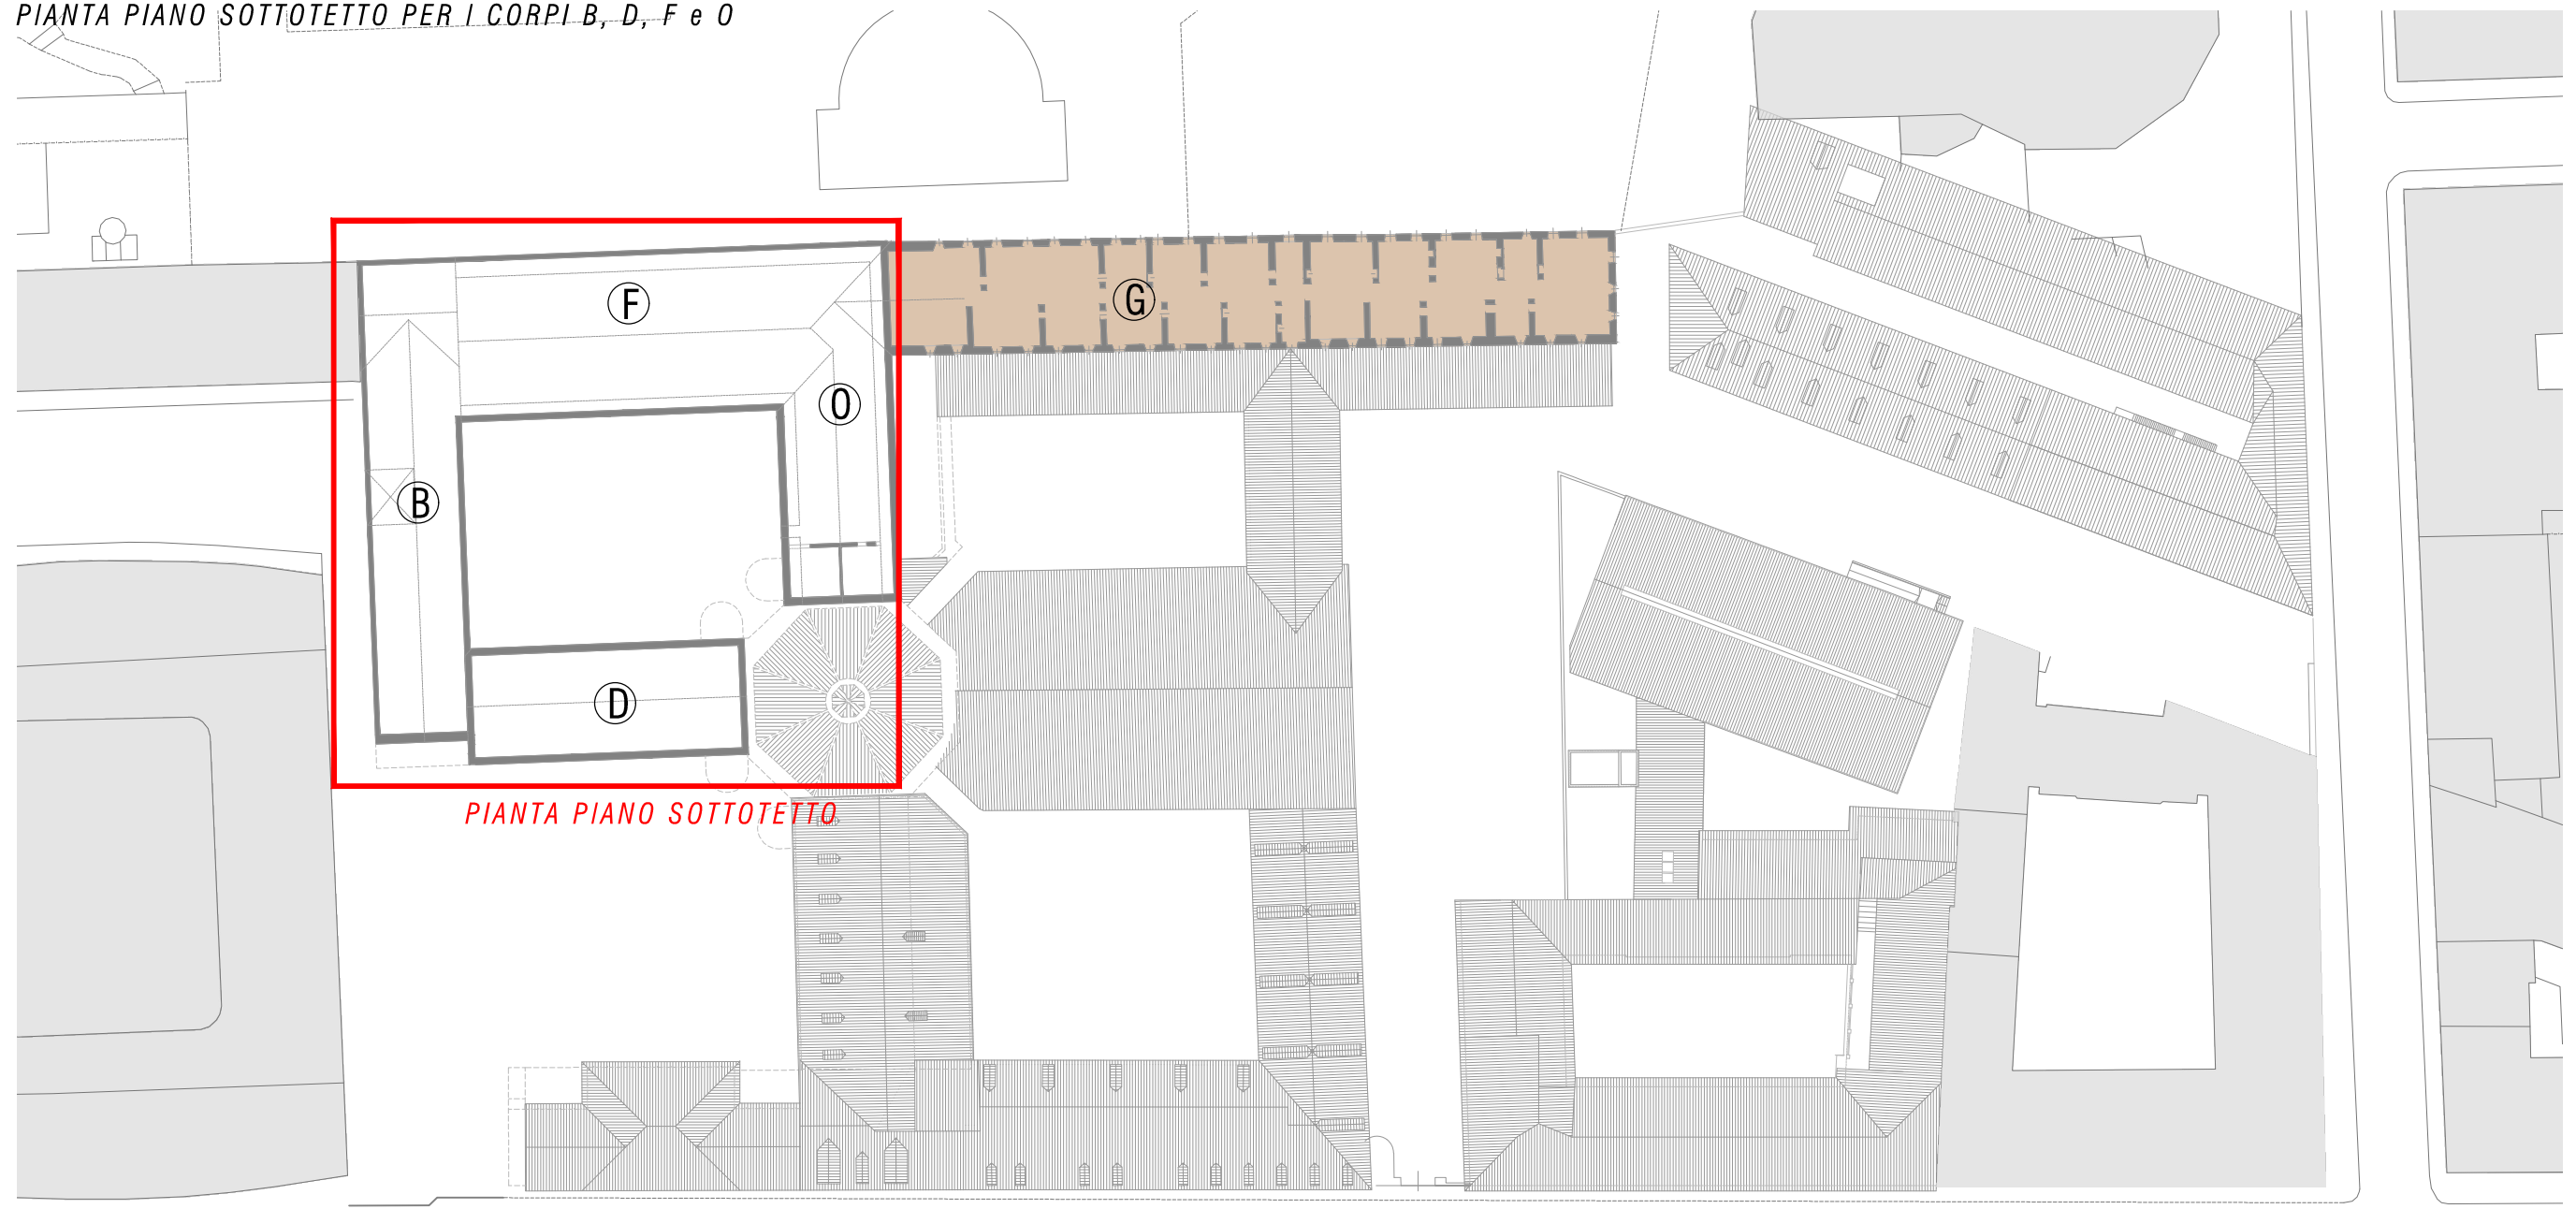 PIANTA PIANO SOTTOTETTO PER I CORPI B, D, F e O
F
G
O
B
D
PIANTA PIANO SOTTOTETTO